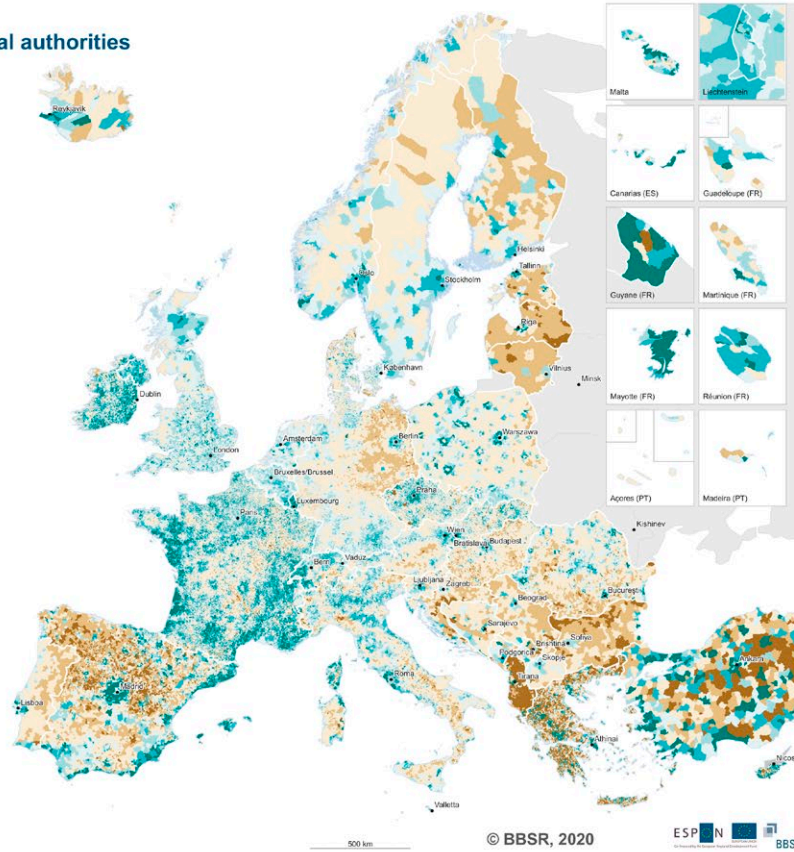 al authorities
Reykjavik
Malta
Liechtenstein
Canarias (ES)
Guadeloupe (FR)
Guyane (FR)
Martinique (FR)
Mayotte (FR)
Réunion (FR)
Açores (PT)
Madeira (PT)
Helsinki
Tallinn
Oslo
Stockholm
Riga
København
Vilnius
Minsk
Dublin
London
Amsterdam
Berlin
Warszawa
Bruxelles/Brussel
Luxembourg
Praha
Paris
Kishinev
Wien
Bratislava
Budapest
Bern
Vaduz
Ljubljana
Zagreb
Beograd
Bucureşti
Sarajevo
Prishtina
Sofiya
Podgorica
Skopje
Tirana
Roma
Madrid
Lisboa
Ankara
Athinai
Nicos
Valletta
500 km
© BBSR, 2020
ESPON
BBS